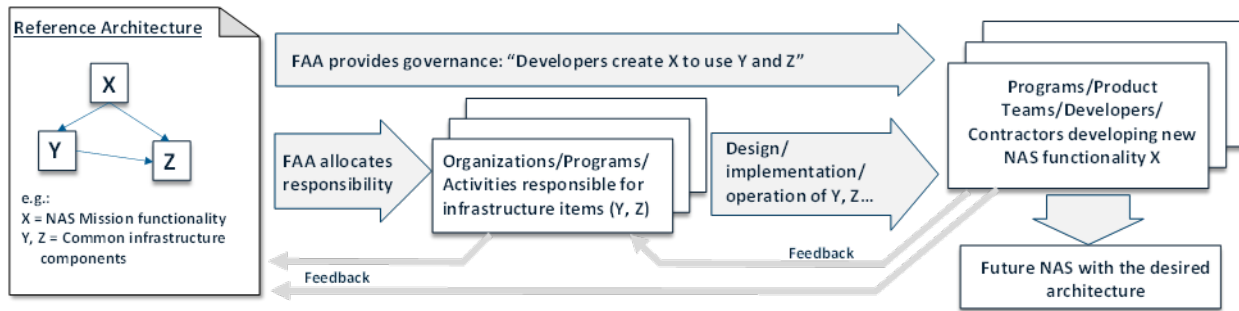 Reference Architecture
X
Y
Z
e.g.:
X = NAS Mission functionality
Y, Z = Common infrastructure
components
FAA provides governance: “Developers create X to use Y and Z”
FAA allocates
responsibility
Organizations/Programs/
Activities responsible for
infrastructure items (Y, Z)
Design/
implementation/
operation of Y, Z...
Programs/Product
Teams/Developers/
Contractors developing new
NAS functionality X
Feedback
Feedback
Future NAS with the desired
architecture